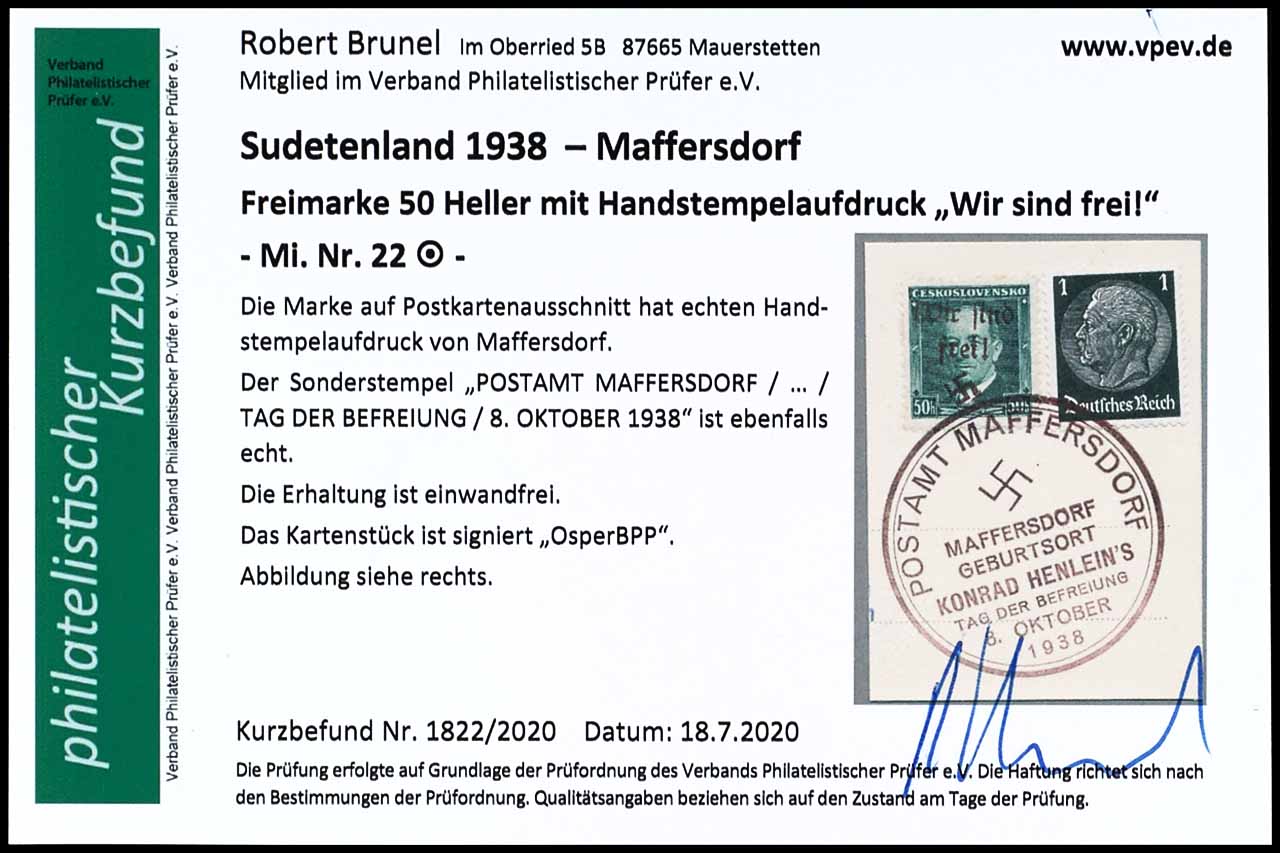 Verband
Philatelistischer
Prüfer e.V.
philatelistischer
Kurzbefund
Verband Philatelistischer Prüfer e.V. Verband Philatelistischer Prüfer e.V. Verband Philatelistischer Prüfer e.V. Verband Philatelistischer Prüfer e.V.
Robert Brunel Im Oberried 5B 87665 Mauerstetten
www.vpev.de
Mitglied im Verband Philatelistischer Prüfer e.V.
Sudetenland 1938 – Maffersdorf
Freimarke 50 Heller mit Handstempelaufdruck „Wir sind frei!“
- Mi. Nr. 22 ⊙ -
Die Marke auf Postkartenausschnitt hat echten Hand-
stempelaufdruck von Maffersdorf.
Der Sonderstempel „POSTAMT MAFFERSDORF / ... /
TAG DER BEFREIUNG / 8. OKTOBER 1938“ ist ebenfalls
echt.
Die Erhaltung ist einwandfrei.
Das Kartenstück ist signiert „OsperBPP“.
Abbildung siehe rechts.
ČESKOSLOVENSKO
Wir sind
frei!
50h 50h
1 1
Deutsches Reich
POSTAMT MAFFERSDORF
MAFFERSDORF
GEBURTSORT
KONRAD HENLEIN'S
TAG DER BEFREIUNG
8. OKTOBER
1938
Kurzbefund Nr. 1822/2020 Datum: 18.7.2020
Die Prüfung erfolgte auf Grundlage der Prüfordnung des Verbands Philatelistischer Prüfer e.V. Die Haftung richtet sich nach
den Bestimmungen der Prüfordnung. Qualitätsangaben beziehen sich auf den Zustand am Tage der Prüfung.